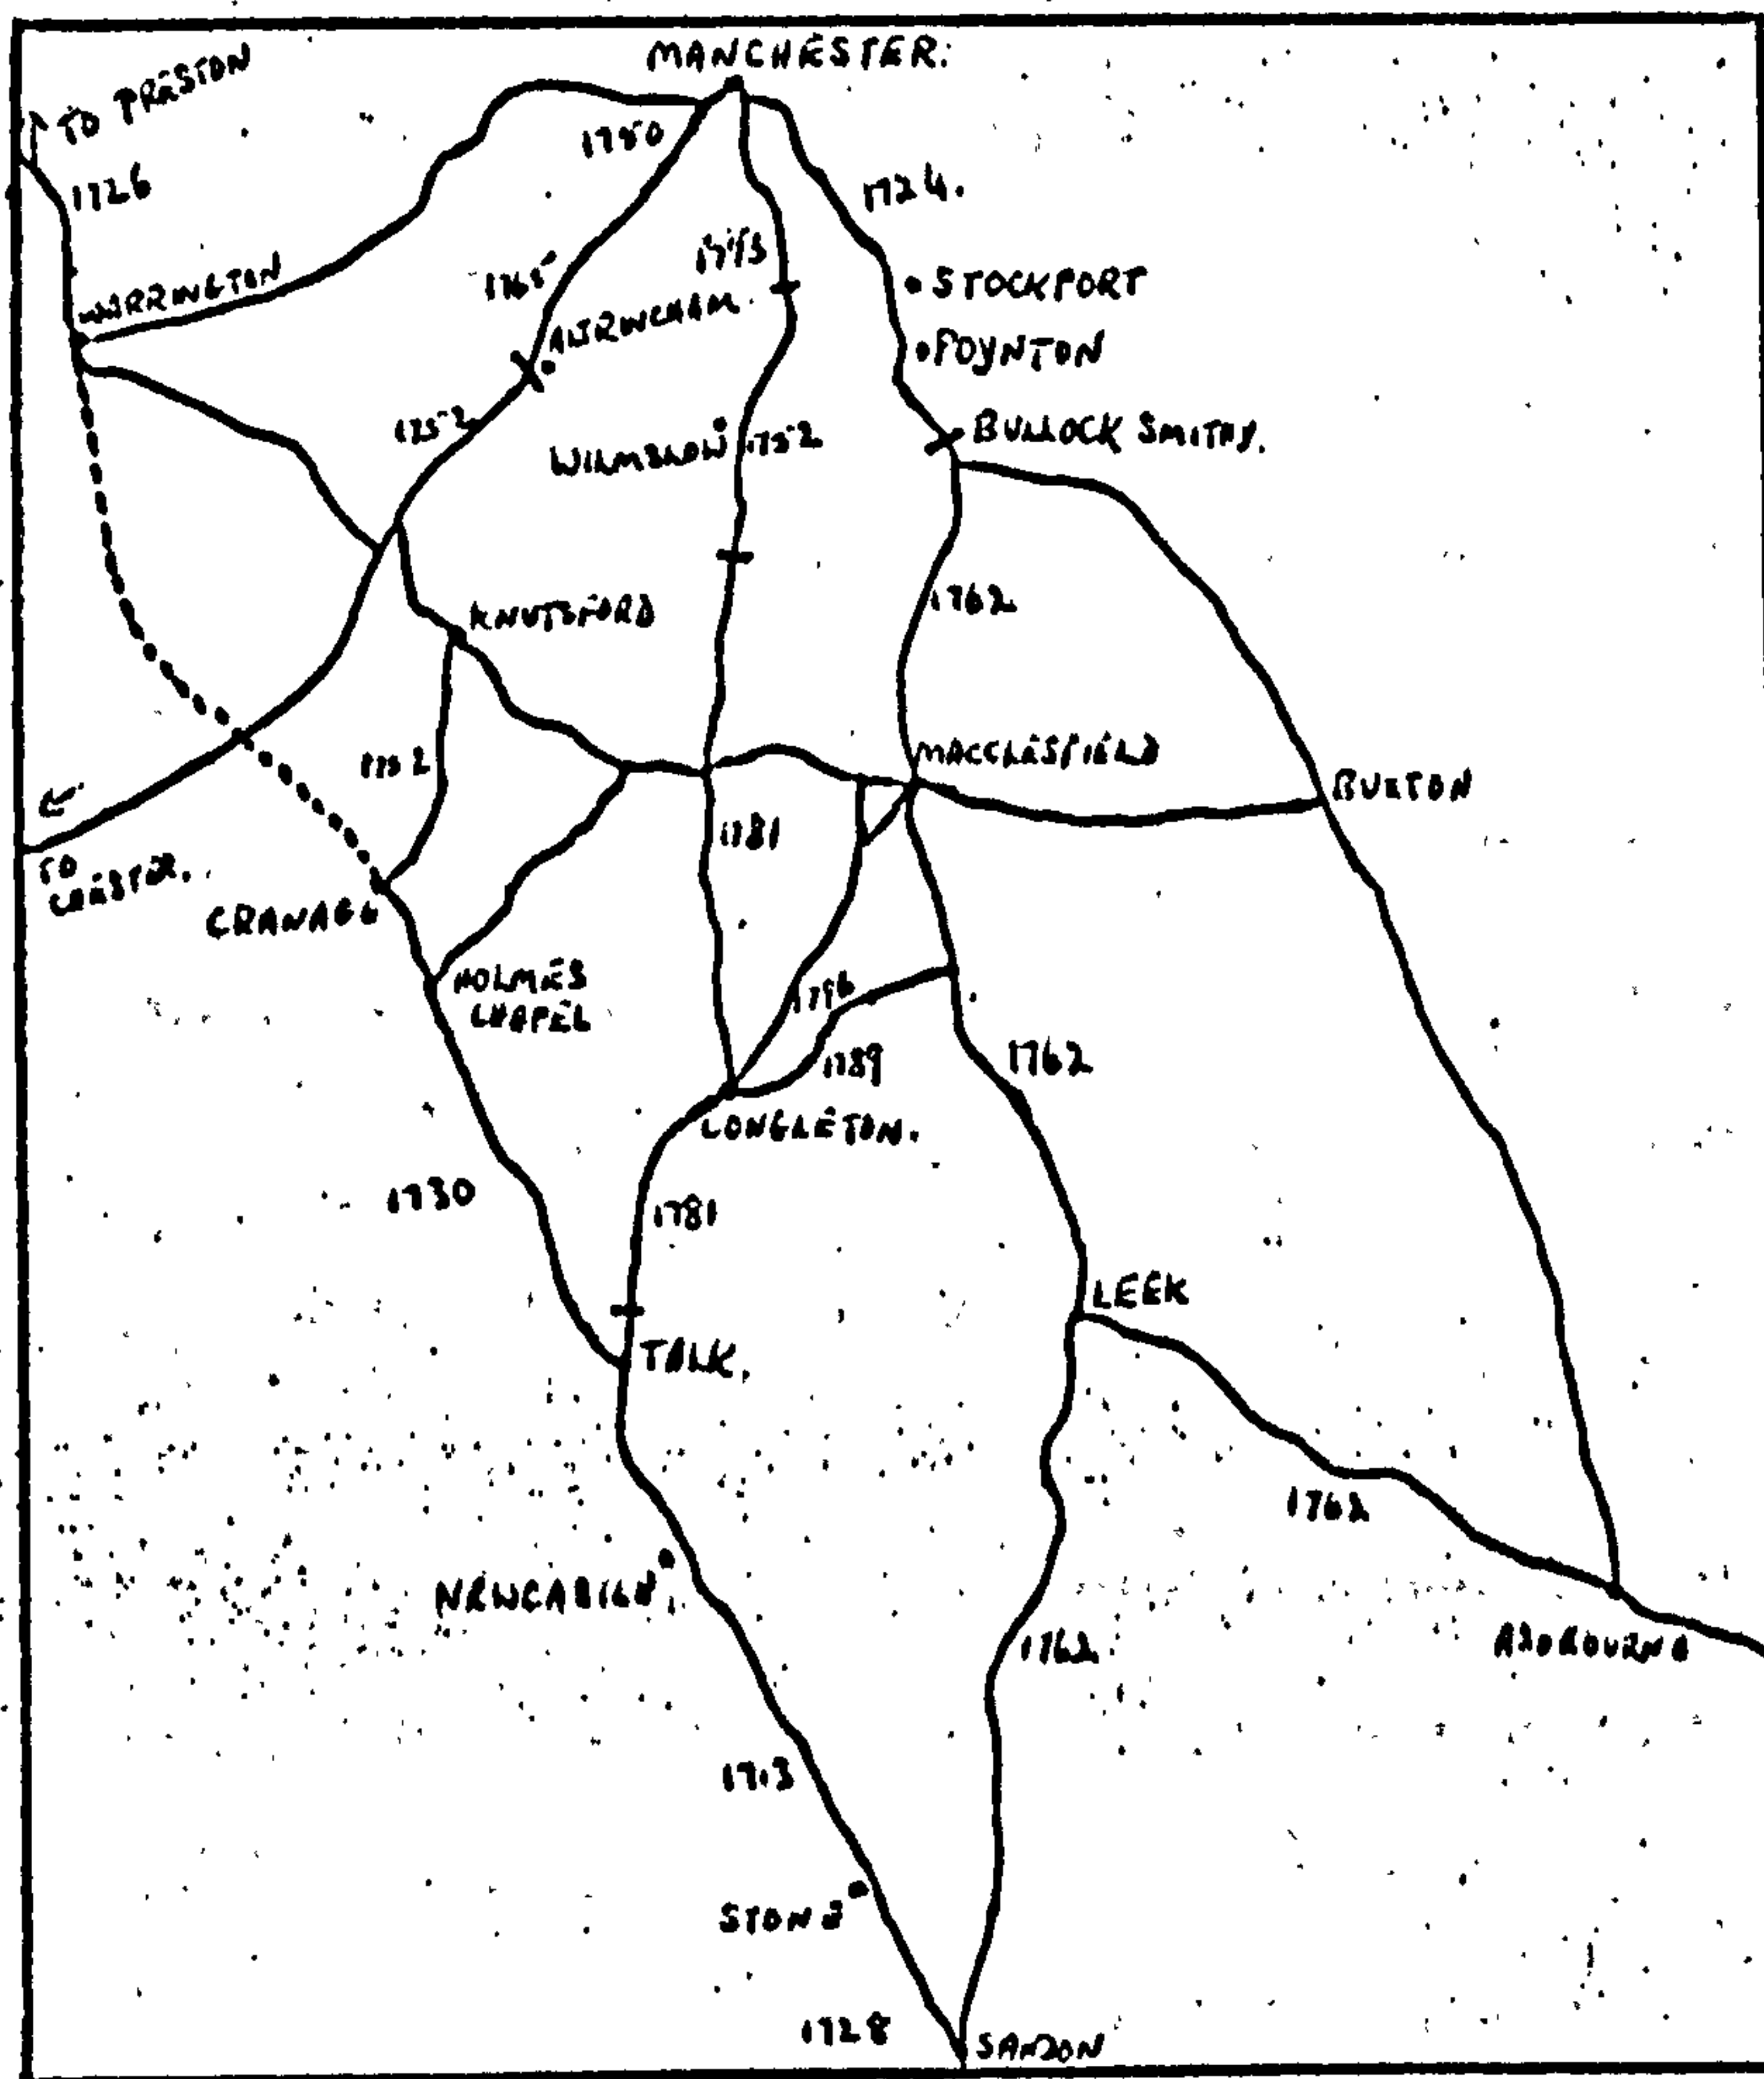 MANCHESTER:
TO PRESTON
1726
1750
1724.
WARRINGTON
1765
ALTRINCHAM.
STOCKPORT
POYNTON
1752
WILMSLOW
1752
BULLOCK SMITHY.
KNUTSFORD
1762
1752
MACCLESFIELD
BUXTON
1781
TO
CHESTER.
CRANAGE
HOLMES
CHAPEL
1796
1789
1762
CONGLETON.
1730
1781
LEEK
TALK.
1762
NEWCASTLE
1762
ASHBOURNE
1713
STONE
1728
SANDON